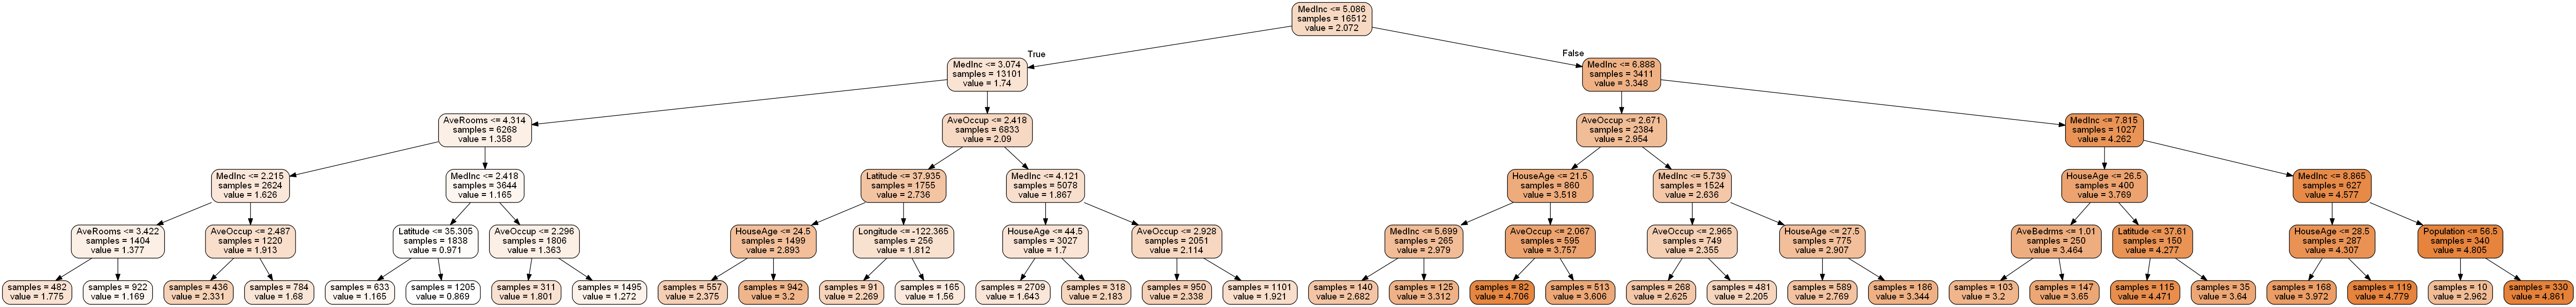 MedInc <= 5.086
samples = 16512
value = 2.072
True
False
MedInc <= 3.074
samples = 13101
value = 1.74
MedInc <= 6.888
samples = 3411
value = 3.348
AveRooms <= 4.314
samples = 6268
value = 1.358
AveOccup <= 2.418
samples = 6833
value = 2.09
AveOccup <= 2.671
samples = 2384
value = 2.954
MedInc <= 7.815
samples = 1027
value = 4.262
MedInc <= 2.215
samples = 2624
value = 1.626
MedInc <= 2.418
samples = 3644
value = 1.165
Latitude <= 37.935
samples = 1755
value = 2.736
MedInc <= 4.121
samples = 5078
value = 1.867
HouseAge <= 21.5
samples = 860
value = 3.518
MedInc <= 5.739
samples = 1524
value = 2.636
HouseAge <= 26.5
samples = 400
value = 3.769
MedInc <= 8.865
samples = 627
value = 4.577
AveRooms <= 3.422
samples = 1404
value = 1.377
AveOccup <= 2.487
samples = 1220
value = 1.913
Latitude <= 35.305
samples = 1838
value = 0.971
AveOccup <= 2.296
samples = 1806
value = 1.363
HouseAge <= 24.5
samples = 1499
value = 2.893
Longitude <= -122.365
samples = 256
value = 1.812
HouseAge <= 44.5
samples = 3027
value = 1.7
AveOccup <= 2.928
samples = 2051
value = 2.114
MedInc <= 5.699
samples = 265
value = 2.979
AveOccup <= 2.067
samples = 595
value = 3.757
AveOccup <= 2.965
samples = 749
value = 2.355
HouseAge <= 27.5
samples = 775
value = 2.907
AveBedrms <= 1.01
samples = 250
value = 3.464
Latitude <= 37.61
samples = 150
value = 4.277
HouseAge <= 28.5
samples = 287
value = 4.307
Population <= 56.5
samples = 340
value = 4.805
samples = 482
value = 1.775
samples = 922
value = 1.169
samples = 436
value = 2.331
samples = 784
value = 1.68
samples = 633
value = 1.165
samples = 1205
value = 0.869
samples = 311
value = 1.801
samples = 1495
value = 1.272
samples = 557
value = 2.375
samples = 942
value = 3.2
samples = 91
value = 2.269
samples = 165
value = 1.56
samples = 2709
value = 1.643
samples = 318
value = 2.183
samples = 950
value = 2.338
samples = 1101
value = 1.921
samples = 140
value = 2.682
samples = 125
value = 3.312
samples = 82
value = 4.706
samples = 513
value = 3.606
samples = 268
value = 2.625
samples = 481
value = 2.205
samples = 589
value = 2.769
samples = 186
value = 3.344
samples = 103
value = 3.2
samples = 147
value = 3.65
samples = 115
value = 4.471
samples = 35
value = 3.64
samples = 168
value = 3.972
samples = 119
value = 4.779
samples = 10
value = 2.962
samples = 330
value = 4.861